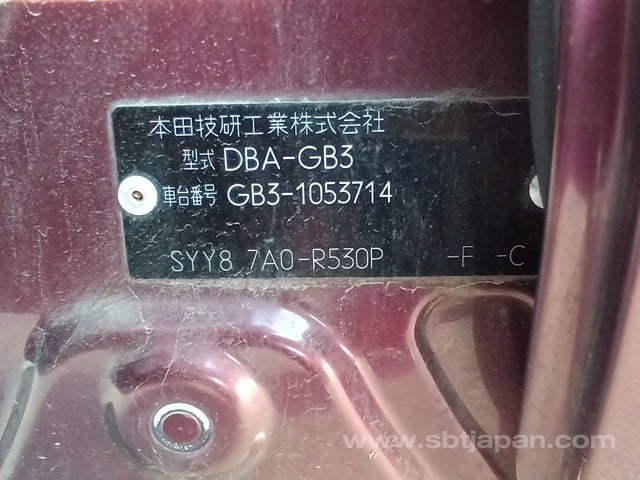 本田技研工業株式会社
型式 DBA-GB3
車台番号 GB3-1053714
SYY8 7A0-R530P -F -C
www.sbtjapan.com